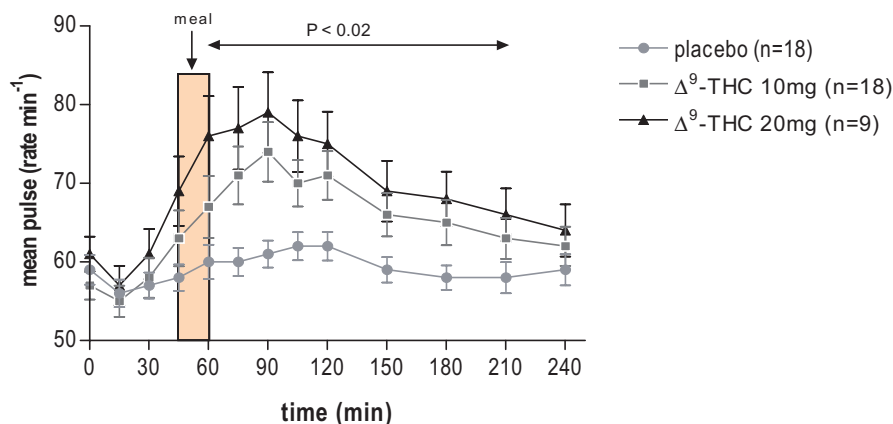 meal
90
P < 0.02
80
70
60
50
mean pulse (rate min⁻¹)
0 30 60 90 120 150 180 210 240
time (min)
placebo (n=18)
Δ⁹-THC 10mg (n=18)
Δ⁹-THC 20mg (n=9)